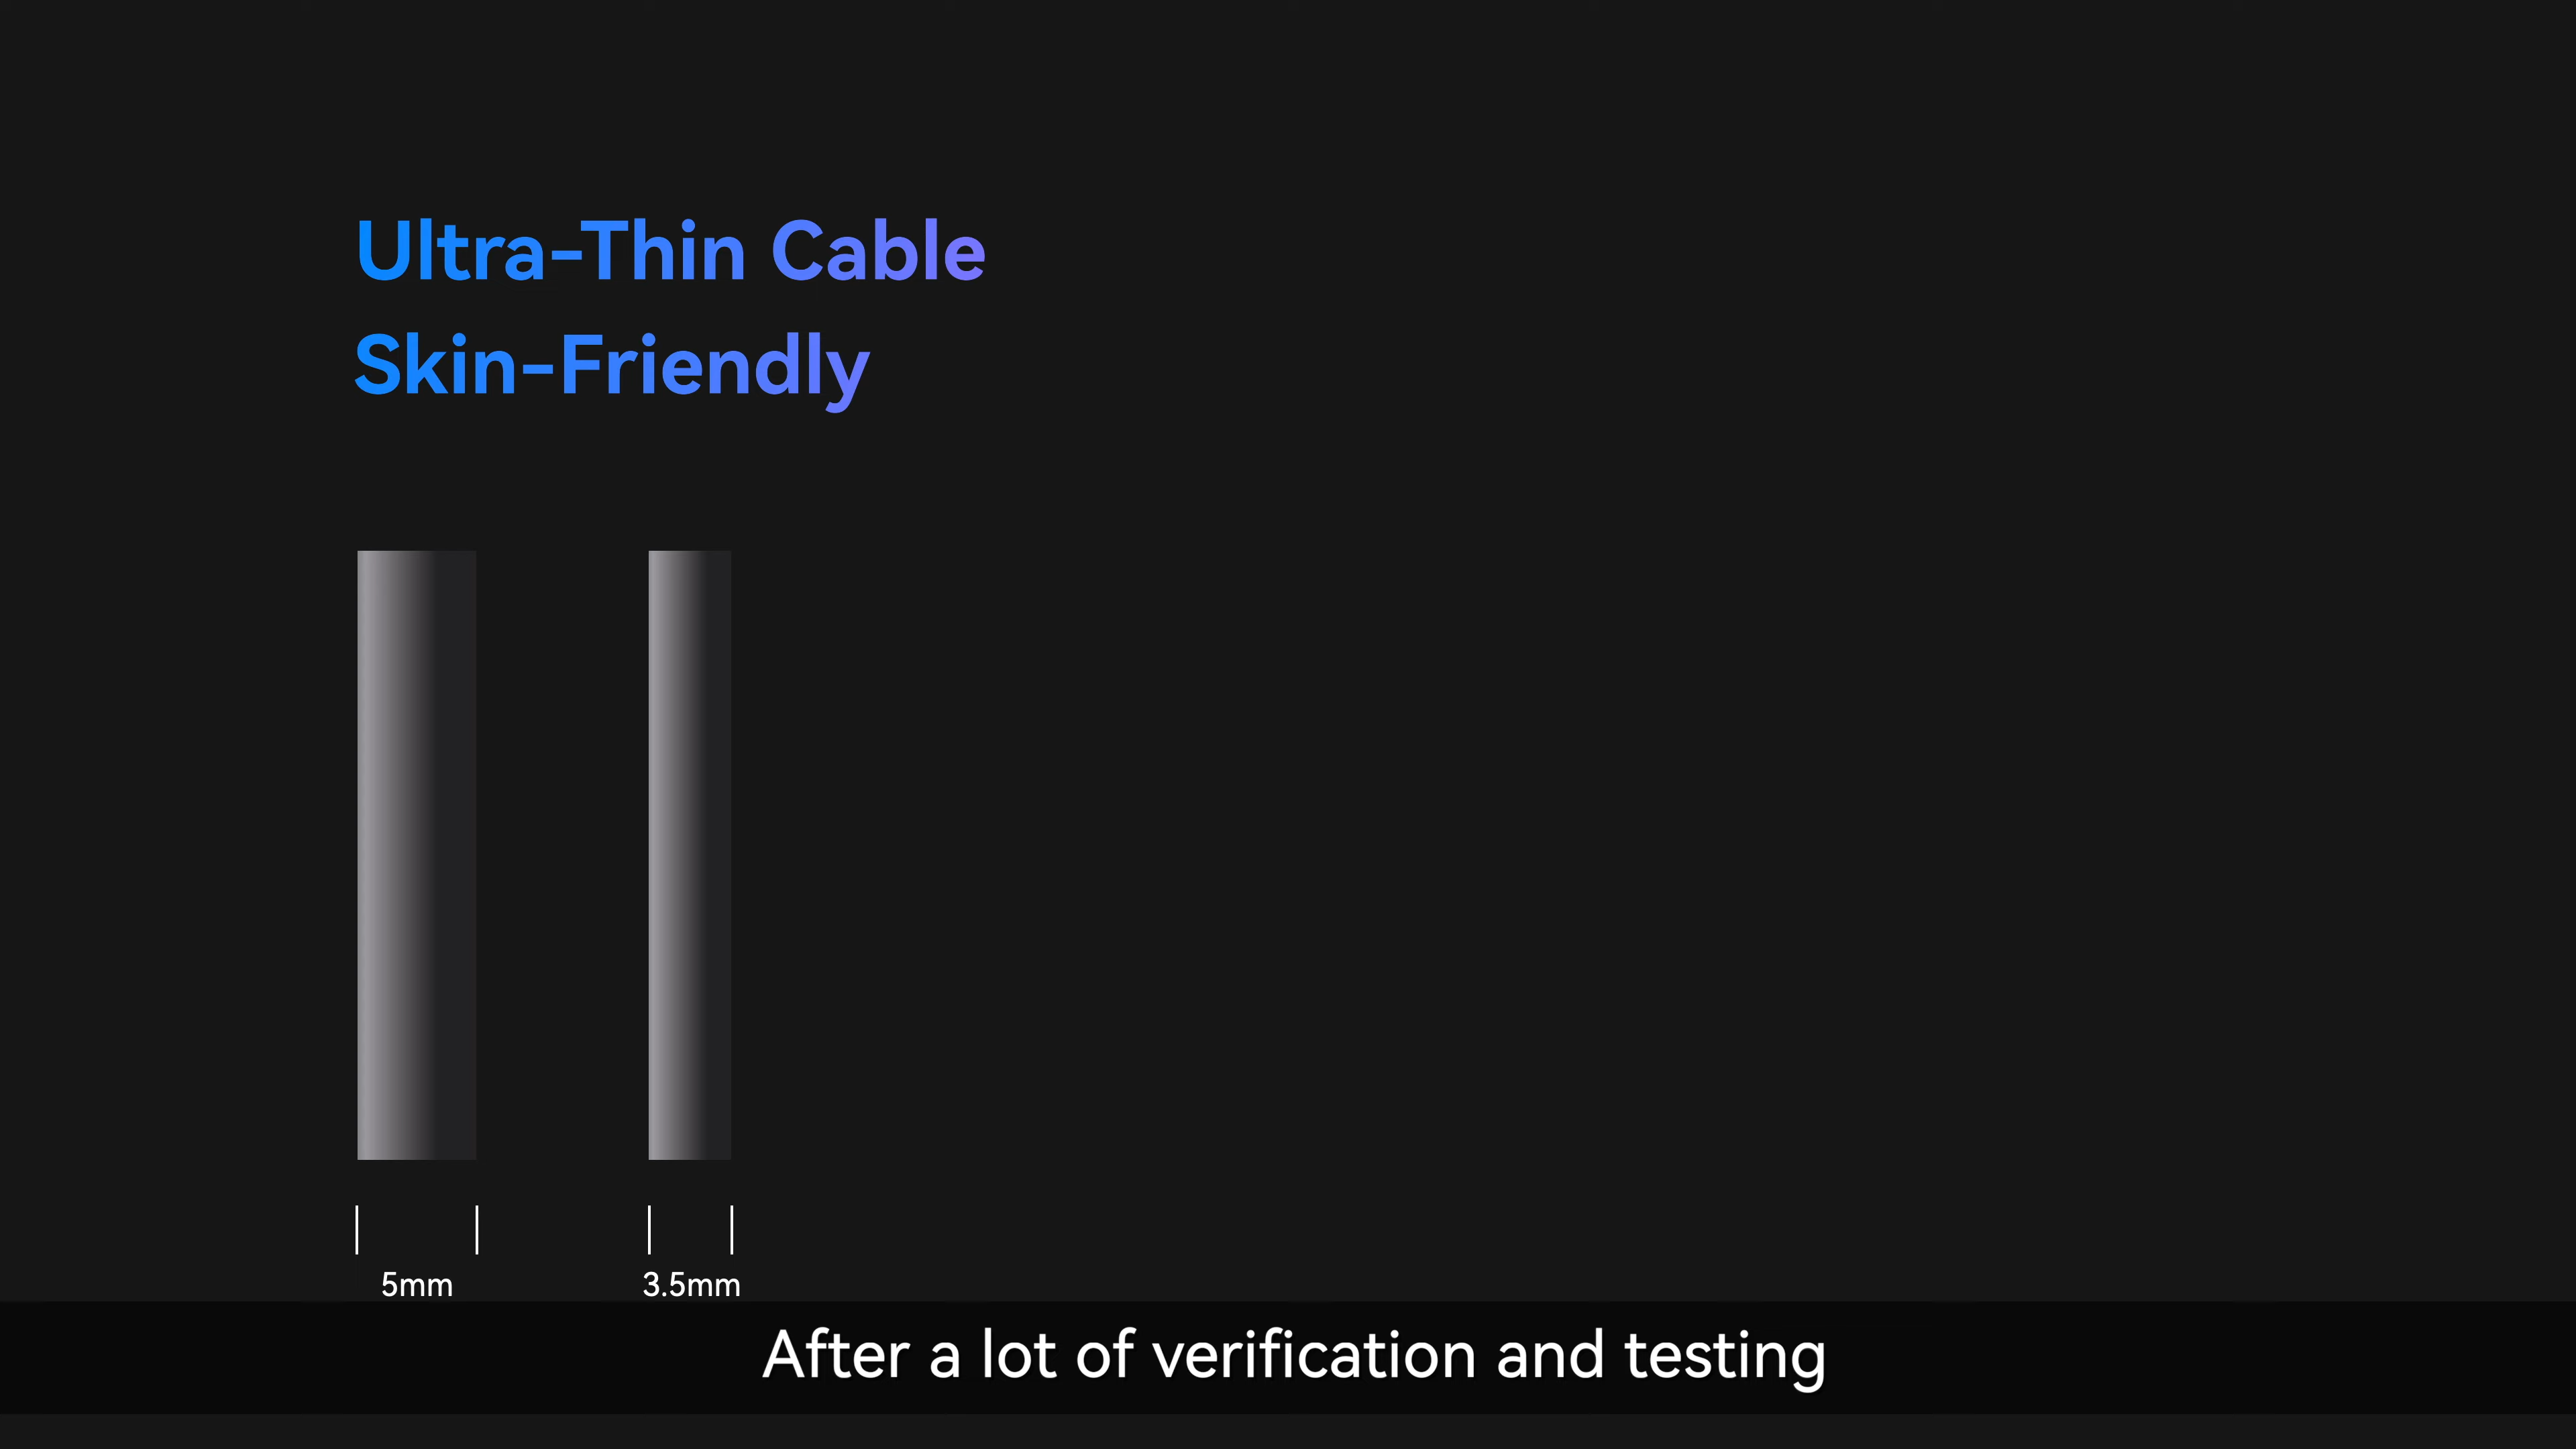 Ultra-Thin Cable
Skin-Friendly
5mm
3.5mm
After a lot of verification and testing